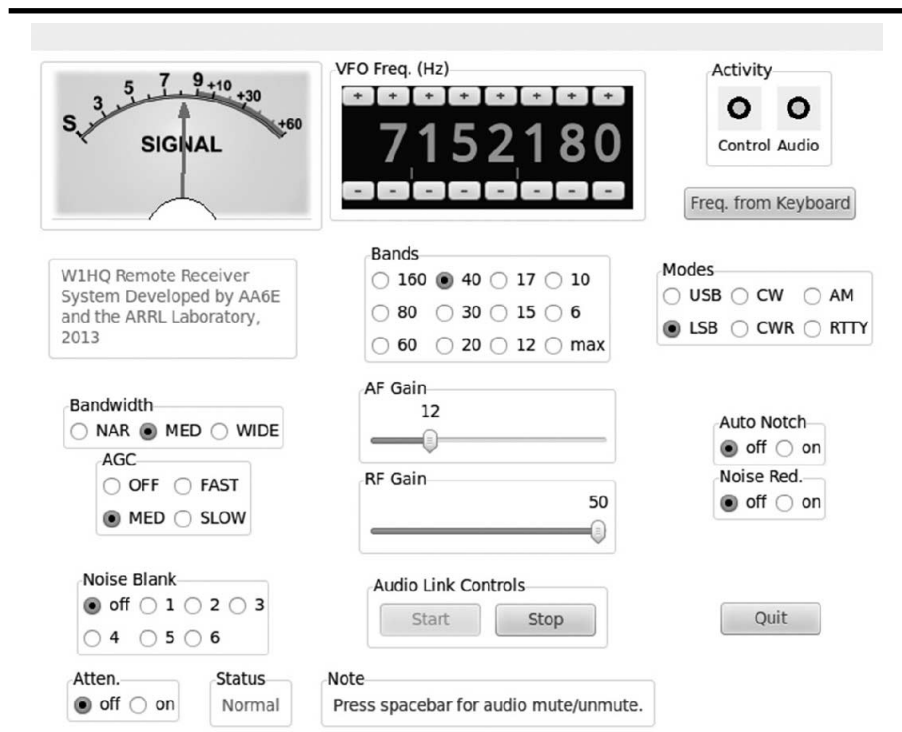 VFO Freq. (Hz)
Activity
S 3 5 7 9 +10 +30 +60
SIGNAL
+ + + + + + + +
7152180
- - - - - - - -
Control Audio
Freq. from Keyboard
W1HQ Remote Receiver
System Developed by AA6E
and the ARRL Laboratory,
2013
Bands
160 40 17 10
80 30 15 6
60 20 12 max
Modes
USB CW AM
LSB CWR RTTY
Bandwidth
NAR MED WIDE
AGC
OFF FAST
MED SLOW
AF Gain
12
RF Gain
50
Auto Notch
off on
Noise Red.
off on
Noise Blank
off 1 2 3
4 5 6
Audio Link Controls
Start Stop
Quit
Atten.
off on
Status
Normal
Note
Press spacebar for audio mute/unmute.